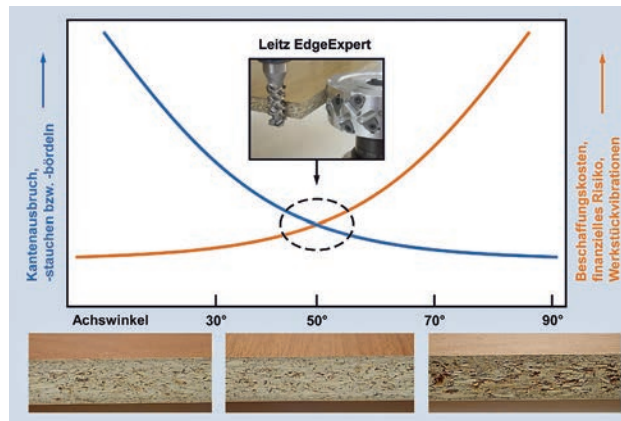 Leitz EdgeExpert
Kantenausbruch,
-stauchen bzw. -bördeln
Beschaffungskosten,
finanzielles Risiko,
Werkstückvibrationen
Achswinkel 30° 50° 70° 90°